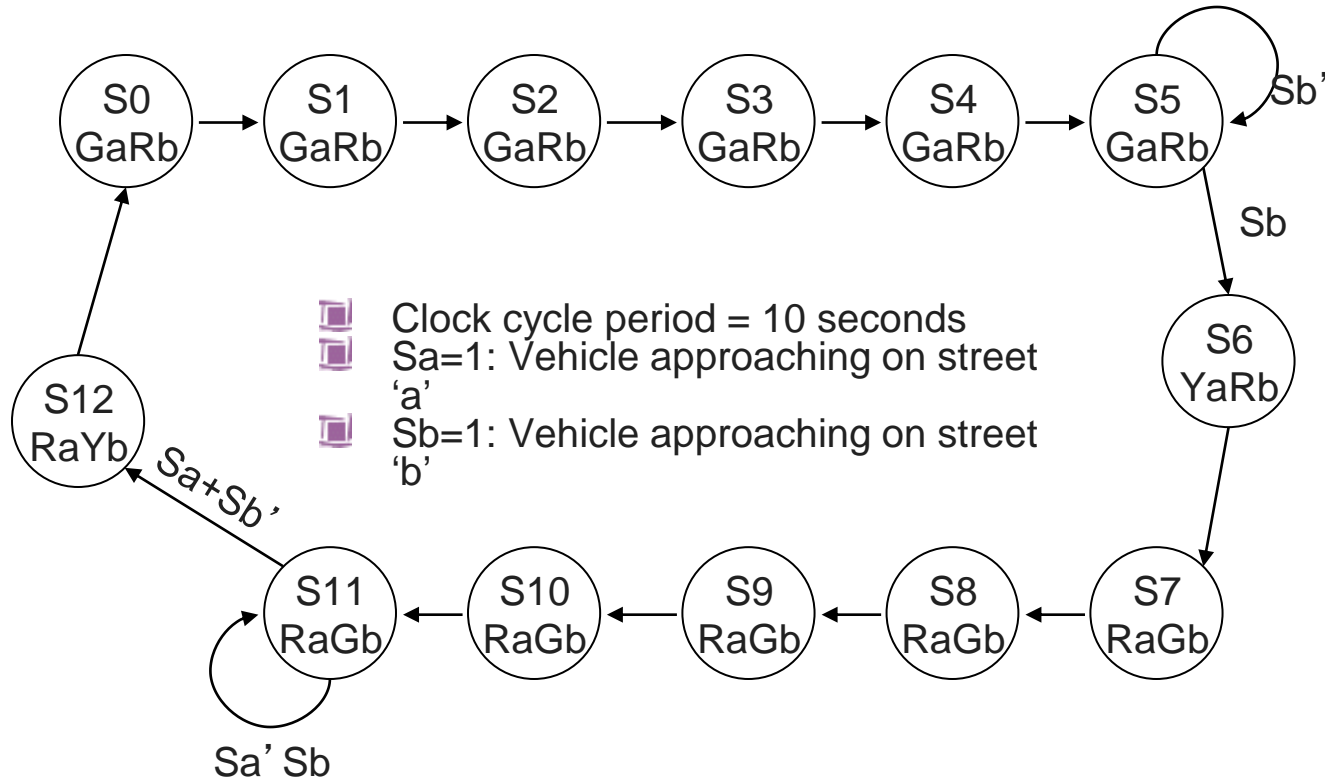 S0
GaRb
S1
GaRb
S2
GaRb
S3
GaRb
S4
GaRb
S5
GaRb
Sb’
Sb
Clock cycle period = 10 seconds
Sa=1: Vehicle approaching on street
‘a’
Sb=1: Vehicle approaching on street
‘b’
S6
YaRb
S12
RaYb
Sa+Sb’
S11
RaGb
S10
RaGb
S9
RaGb
S8
RaGb
S7
RaGb
Sa’ Sb